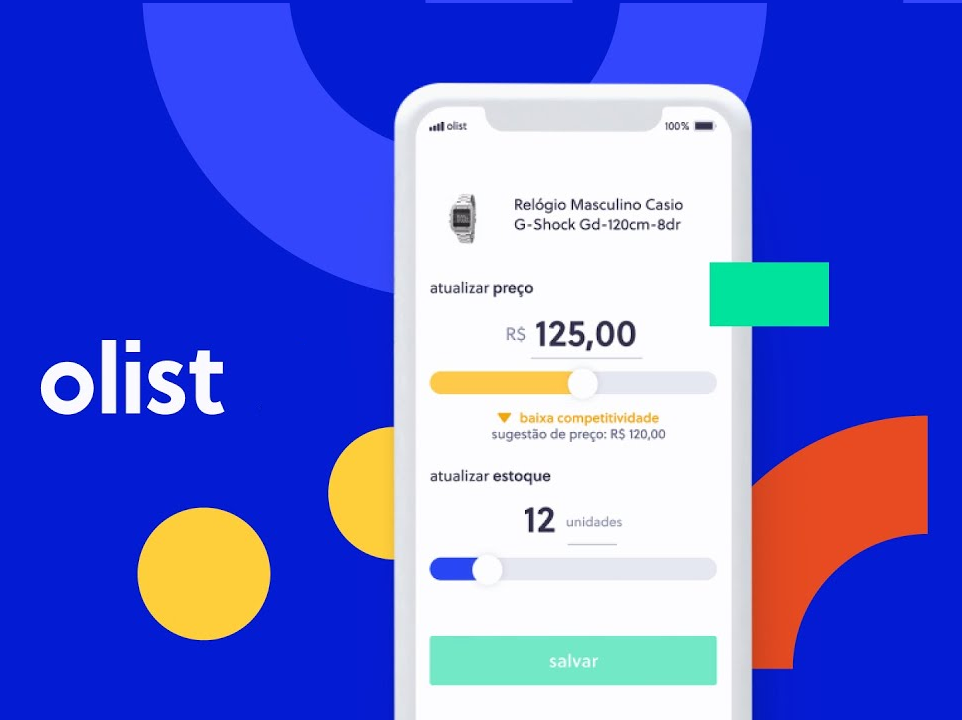 olist
olist
100%
Relógio Masculino Casio
G-Shock Gd-120cm-8dr
atualizar preço
R$ 125,00
baixa competitividade
sugestão de preço: R$ 120,00
atualizar estoque
12 unidades
salvar